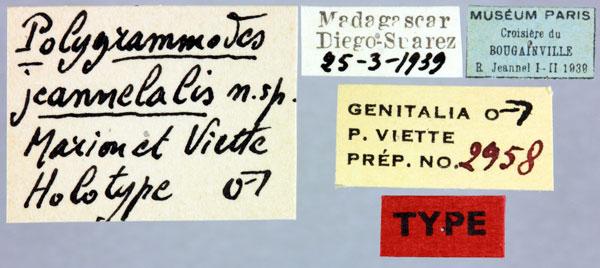 Polygrammodes
jeannelalis n. sp.
Marion et Viette
Holotype ♂
Madagascar
Diego-Suarez
25-3-1939
MUSÉUM PARIS
Croisière du
BOUGAINVILLE
R. Jeannel I-II 1939
GENITALIA ♂
P. VIETTE
PRÉP. NO. 2958
TYPE